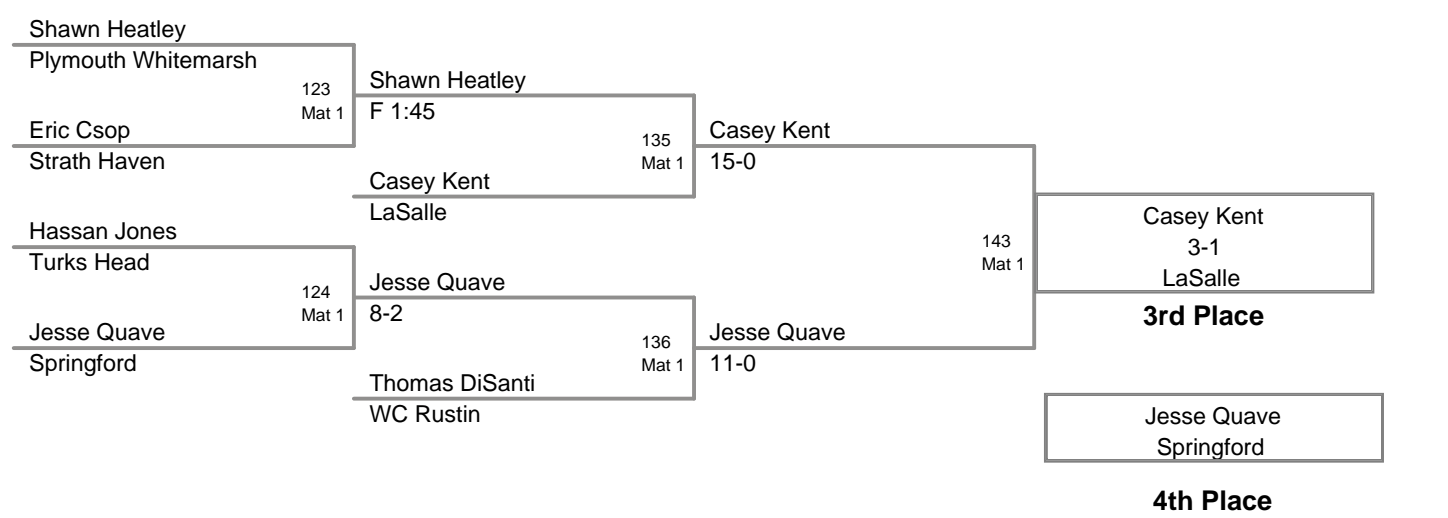 Shawn Heatley
Plymouth Whitemarsh
123
Mat 1
Shawn Heatley
F 1:45
Eric Csop
Strath Haven
135
Mat 1
Casey Kent
15-0
Casey Kent
LaSalle
Hassan Jones
Turks Head
143
Mat 1
Casey Kent
3-1
LaSalle
3rd Place
124
Mat 1
Jesse Quave
8-2
Jesse Quave
Springford
136
Mat 1
Jesse Quave
11-0
Thomas DiSanti
WC Rustin
Jesse Quave
Springford
4th Place